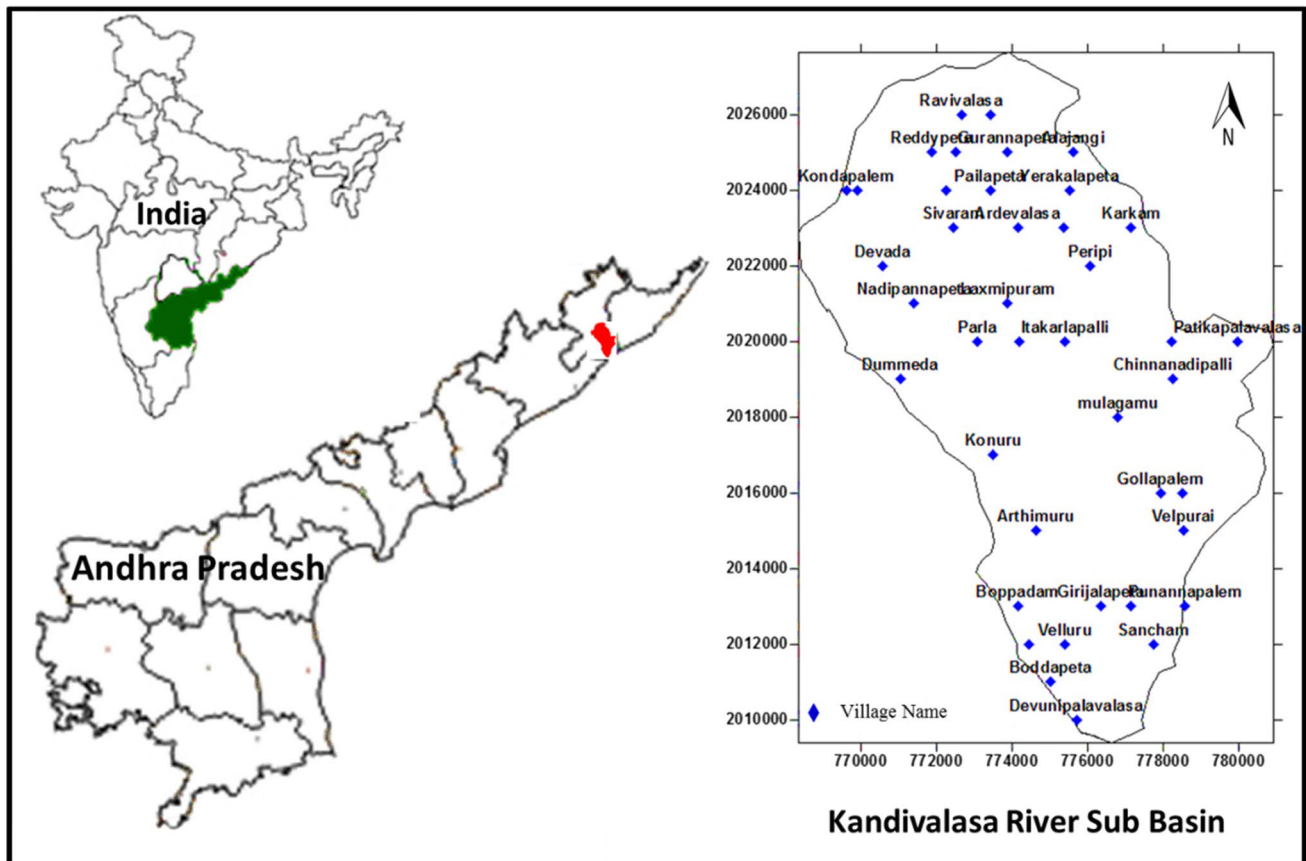 India
Andhra Pradesh
N
2026000
2024000
2022000
2020000
2018000
2016000
2014000
2012000
2010000
Ravivalasa
Reddypeta Gurannapeta Alajangi
Kondapalem Pailapeta Yerakalapeta
Sivaram Ardevalasa Karkam
Devada Peripi
Nadipannapeta Laxmipuram
Parla Itakarlapalli Patikapalavalasa
Dummeda Chinnanadipalli
mulagamu
Konuru
Gollapalem
Arthimuru Velpurai
Boppadam Girijalapeta Punannapalem
Velluru Sancham
Boddapeta
Devunipalavalasa
Village Name
770000 772000 774000 776000 778000 780000
Kandivalasa River Sub Basin